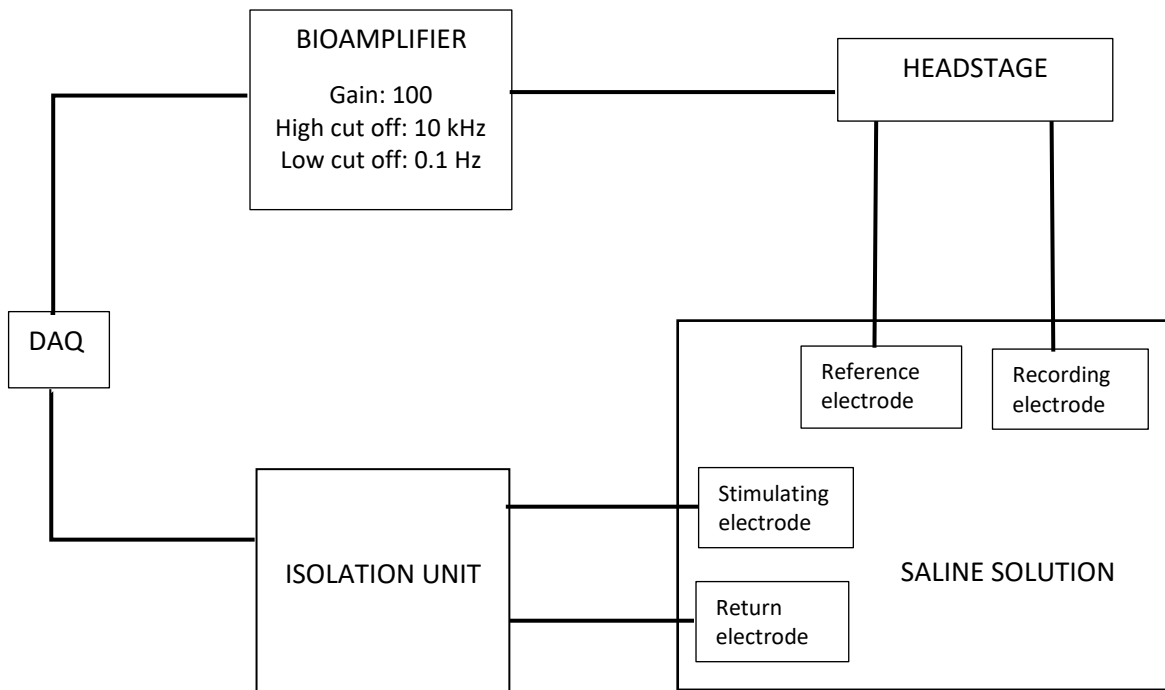 BIOAMPLIFIER
Gain: 100
High cut off: 10 kHz
Low cut off: 0.1 Hz
HEADSTAGE
DAQ
Reference
electrode
Recording
electrode
Stimulating
electrode
ISOLATION UNIT
SALINE SOLUTION
Return
electrode